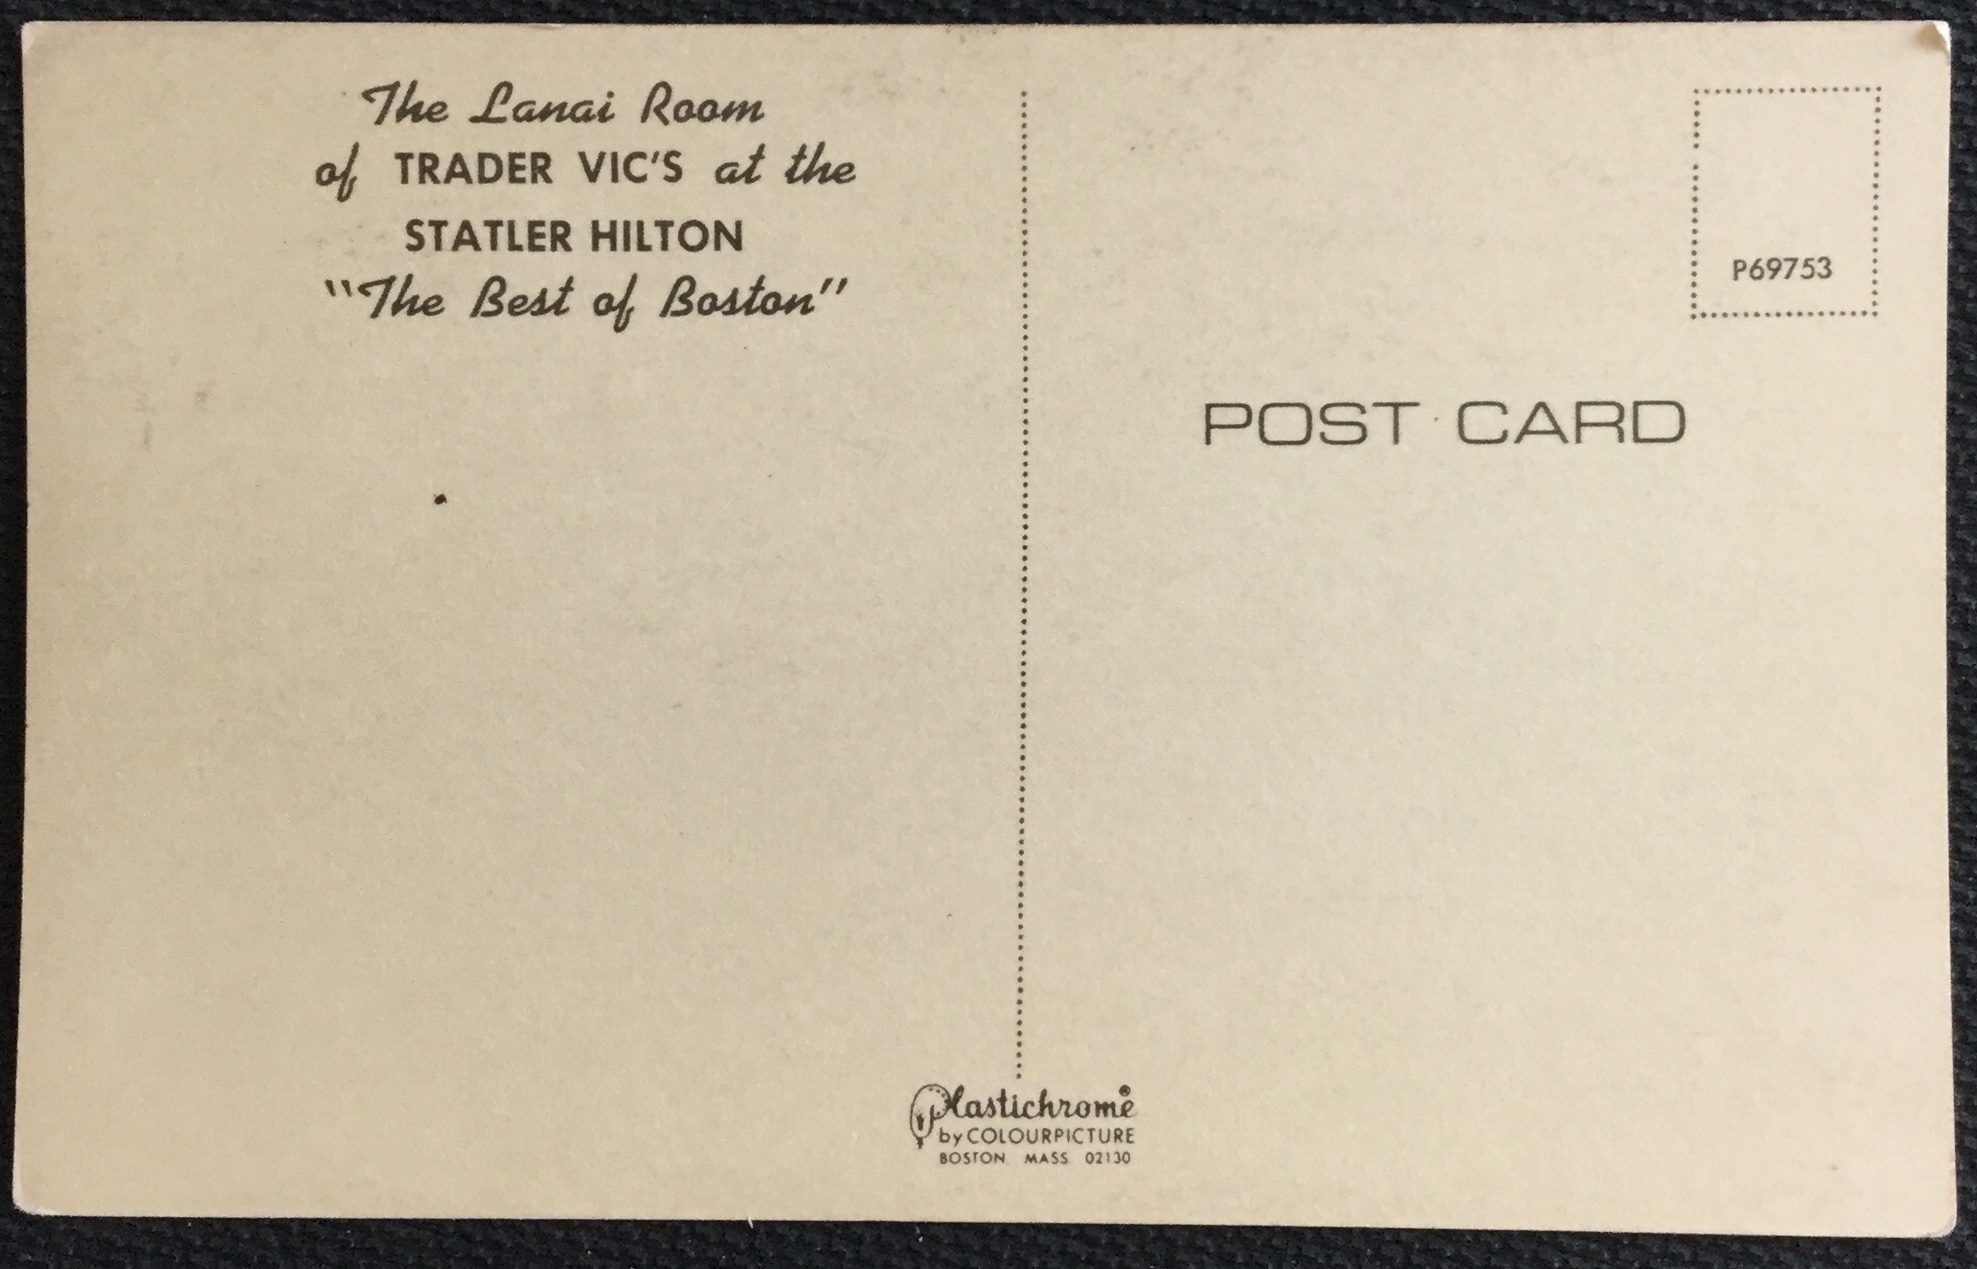 The Lanai Room
of TRADER VIC'S at the
STATLER HILTON
"The Best of Boston"
P69753
POST CARD
Plastichrome®
by COLOURPICTURE
BOSTON MASS 02130